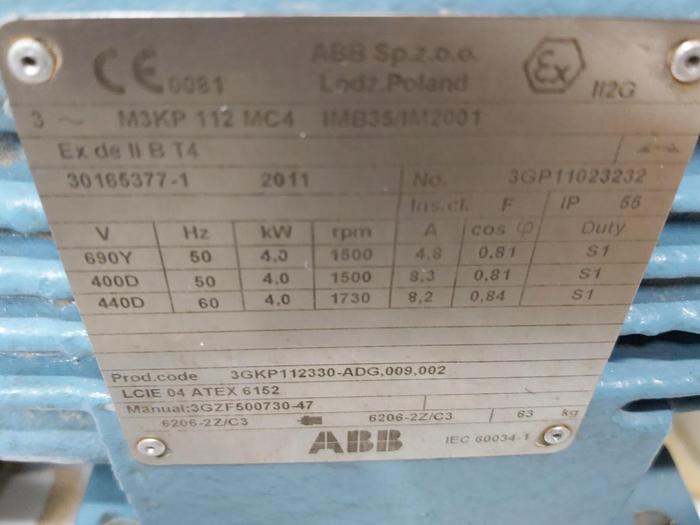 CE 0081 ABB Sp.z.o.o. Ex II2G
Lodz.Poland
3 ~ M3KP 112 MC4 IMB35/IM2001
Ex de II B T4
30165377-1 2011 No. 3GP11023232
Ins.cl. F IP 55
V Hz kW rpm A cos φ Duty
690Y 50 4,0 1500 4,8 0,81 S1
400D 50 4,0 1500 8,3 0,81 S1
440D 60 4,0 1730 8,2 0,84 S1
Prod.code 3GKP112330-ADG,009,002
LCIE 04 ATEX 6152
Manual:3GZF500730-47
6206-2Z/C3 6206-2Z/C3 63 kg
ABB IEC 60034-1